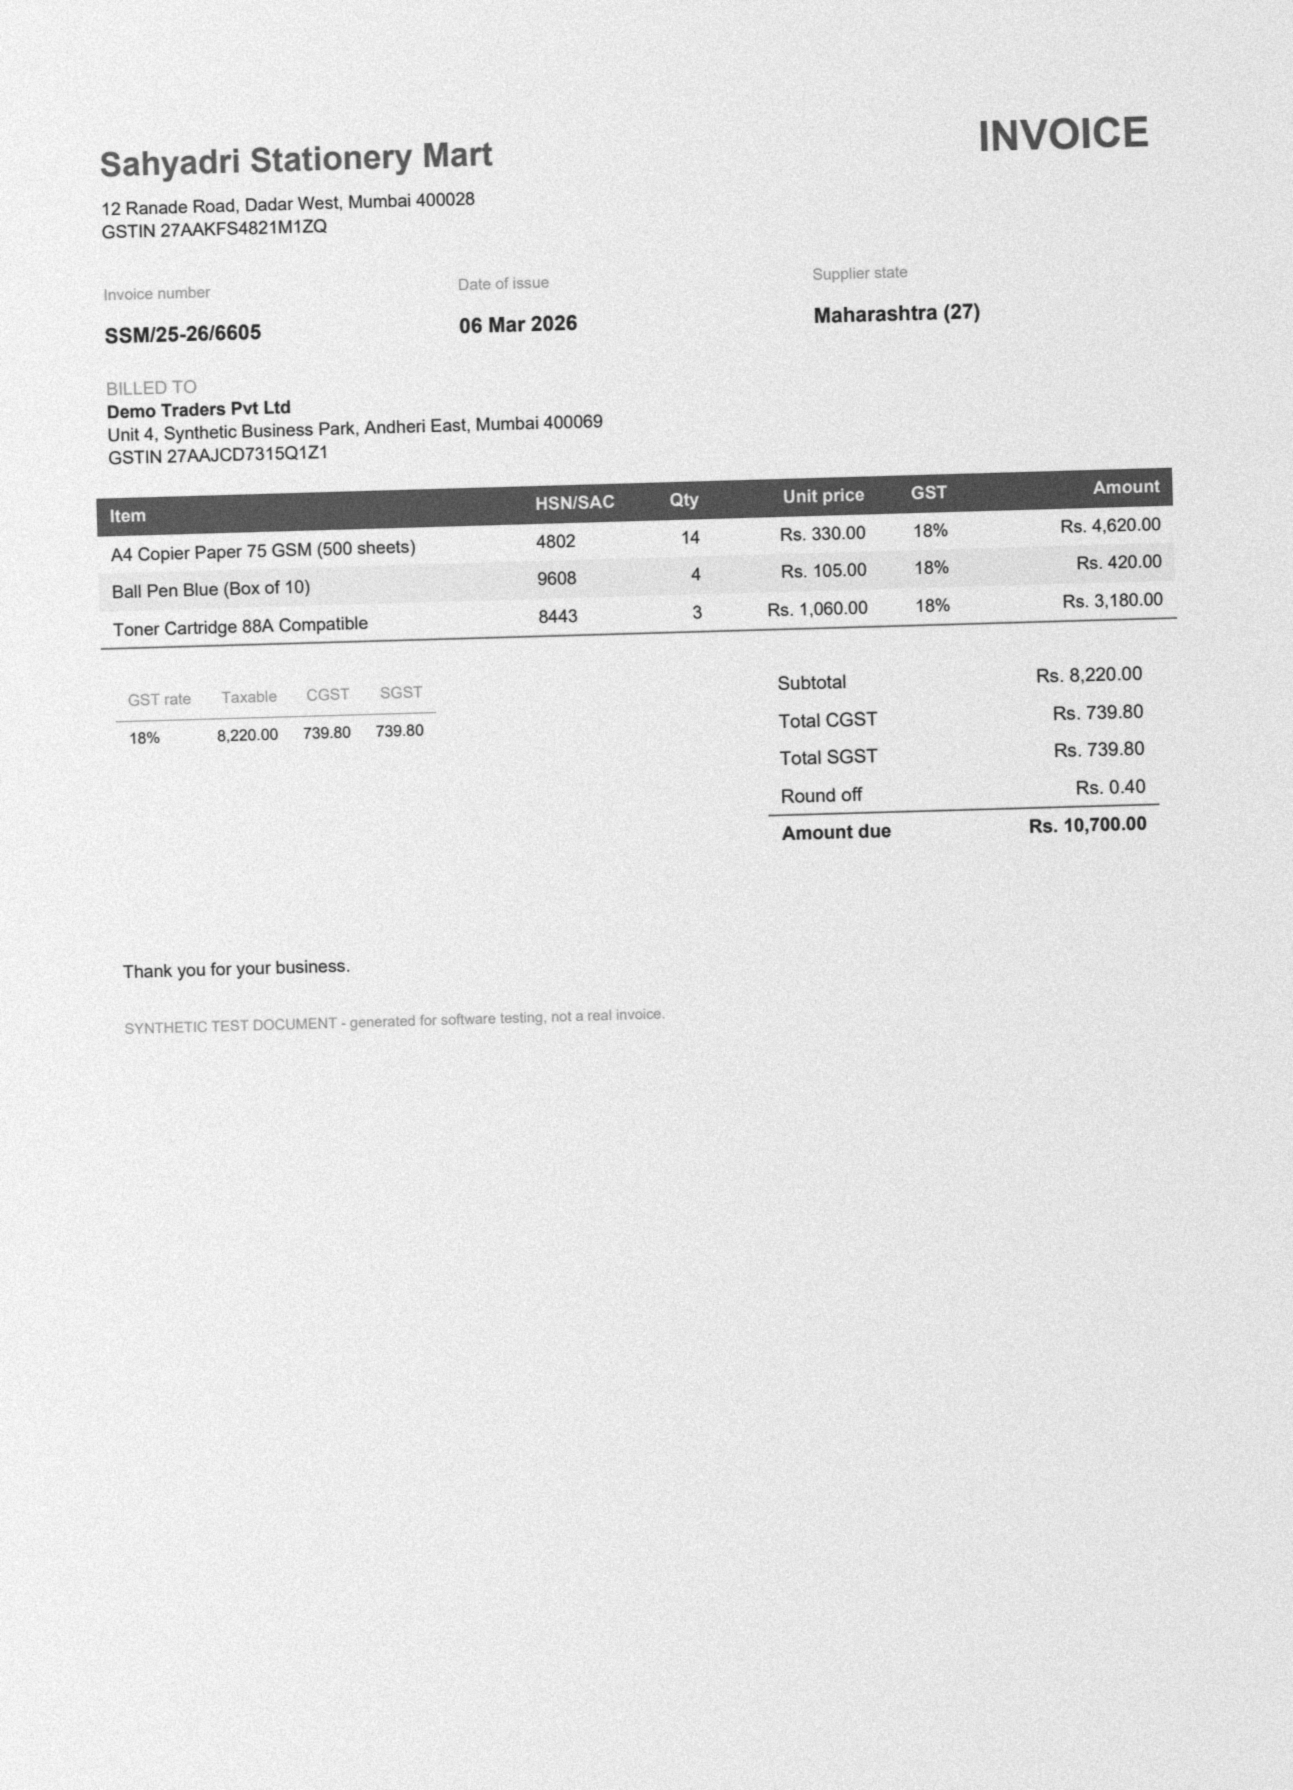 INVOICE
Sahyadri Stationery Mart
12 Ranade Road, Dadar West, Mumbai 400028
GSTIN 27AAKFS4821M1ZQ
Invoice number Date of issue Supplier state
SSM/25-26/6605 06 Mar 2026 Maharashtra (27)
BILLED TO
Demo Traders Pvt Ltd
Unit 4, Synthetic Business Park, Andheri East, Mumbai 400069
GSTIN 27AAJCD7315Q1Z1
Item HSN/SAC Qty Unit price GST Amount
A4 Copier Paper 75 GSM (500 sheets) 4802 14 Rs. 330.00 18% Rs. 4,620.00
Ball Pen Blue (Box of 10) 9608 4 Rs. 105.00 18% Rs. 420.00
Toner Cartridge 88A Compatible 8443 3 Rs. 1,060.00 18% Rs. 3,180.00
GST rate Taxable CGST SGST
18% 8,220.00 739.80 739.80
Subtotal Rs. 8,220.00
Total CGST Rs. 739.80
Total SGST Rs. 739.80
Round off Rs. 0.40
Amount due Rs. 10,700.00
Thank you for your business.
SYNTHETIC TEST DOCUMENT - generated for software testing, not a real invoice.